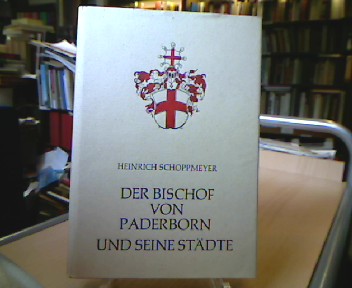 HEINRICH SCHOPPMEYER
DER BISCHOF
VON
PADERBORN
UND SEINE STÄDTE